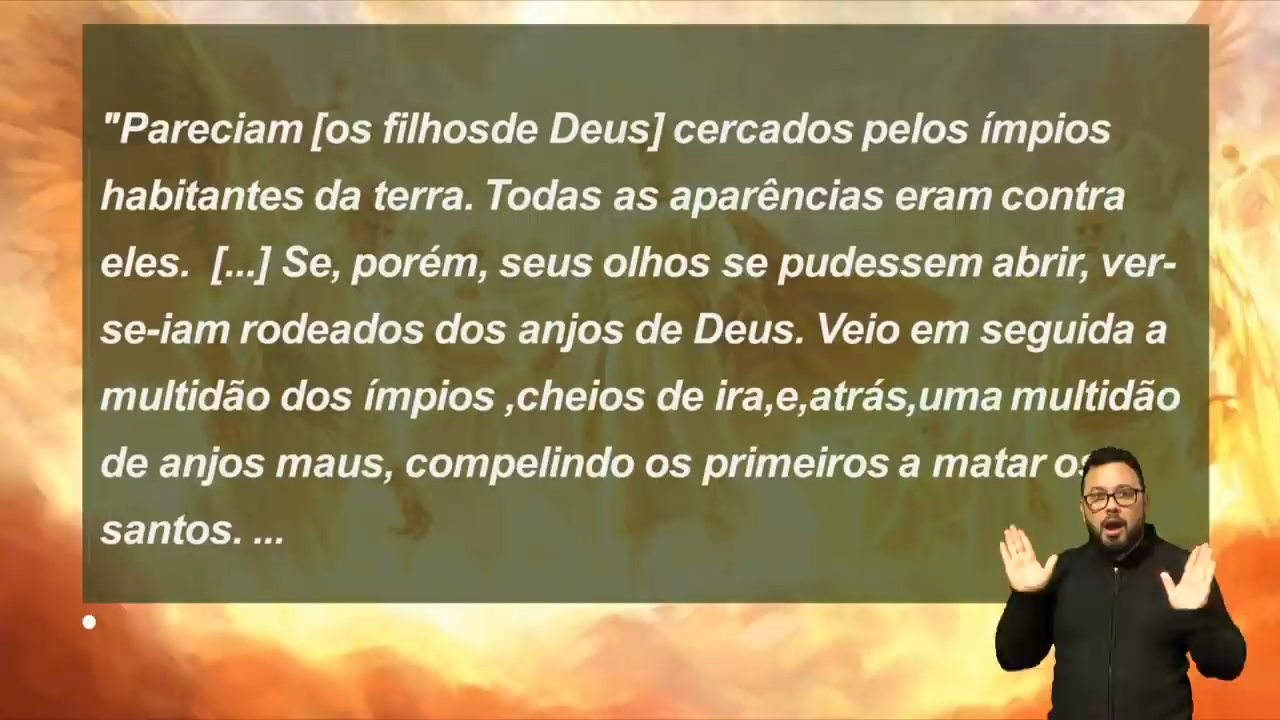 "Pareciam [os filhosde Deus] cercados pelos ímpios
habitantes da terra. Todas as aparências eram contra
eles.  [...] Se, porém, seus olhos se pudessem abrir, ver-
se-iam rodeados dos anjos de Deus. Veio em seguida a
multidão dos ímpios ,cheios de ira,e,atrás,uma multidão
de anjos maus, compelindo os primeiros a matar os
santos. ...